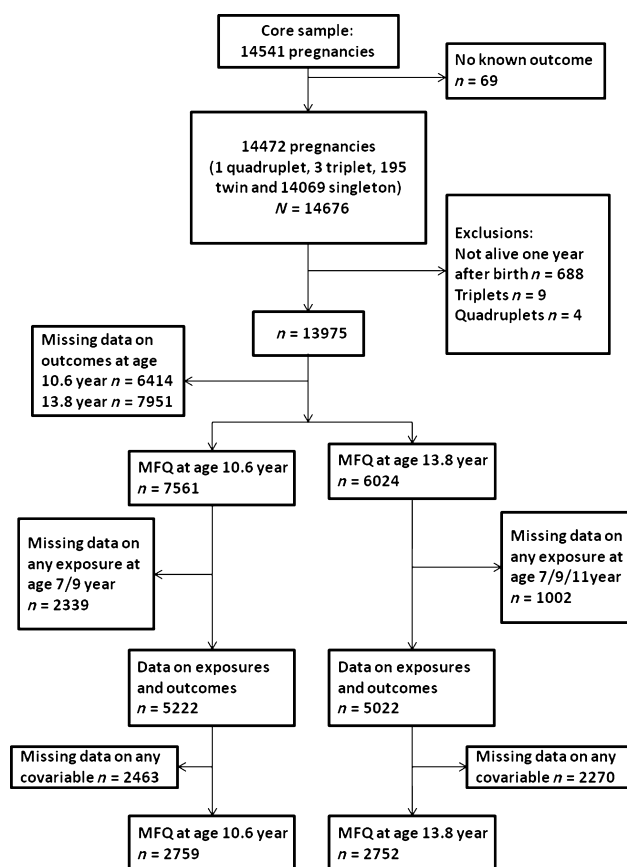 Core sample:
14541 pregnancies
No known outcome
n = 69
14472 pregnancies
(1 quadruplet, 3 triplet, 195
twin and 14069 singleton)
N = 14676
Exclusions:
Not alive one year
after birth n = 688
Triplets n = 9
Quadruplets n = 4
n = 13975
Missing data on
outcomes at age
10.6 year n = 6414
13.8 year n = 7951
MFQ at age 10.6 year
n = 7561
MFQ at age 13.8 year
n = 6024
Missing data on
any exposure at
age 7/9 year
n = 2339
Missing data on
any exposure at
age 7/9/11year
n = 1002
Data on exposures
and outcomes
n = 5222
Data on exposures
and outcomes
n = 5022
Missing data on any
covariable n = 2463
Missing data on any
covariable n = 2270
MFQ at age 10.6 year
n = 2759
MFQ at age 13.8 year
n = 2752